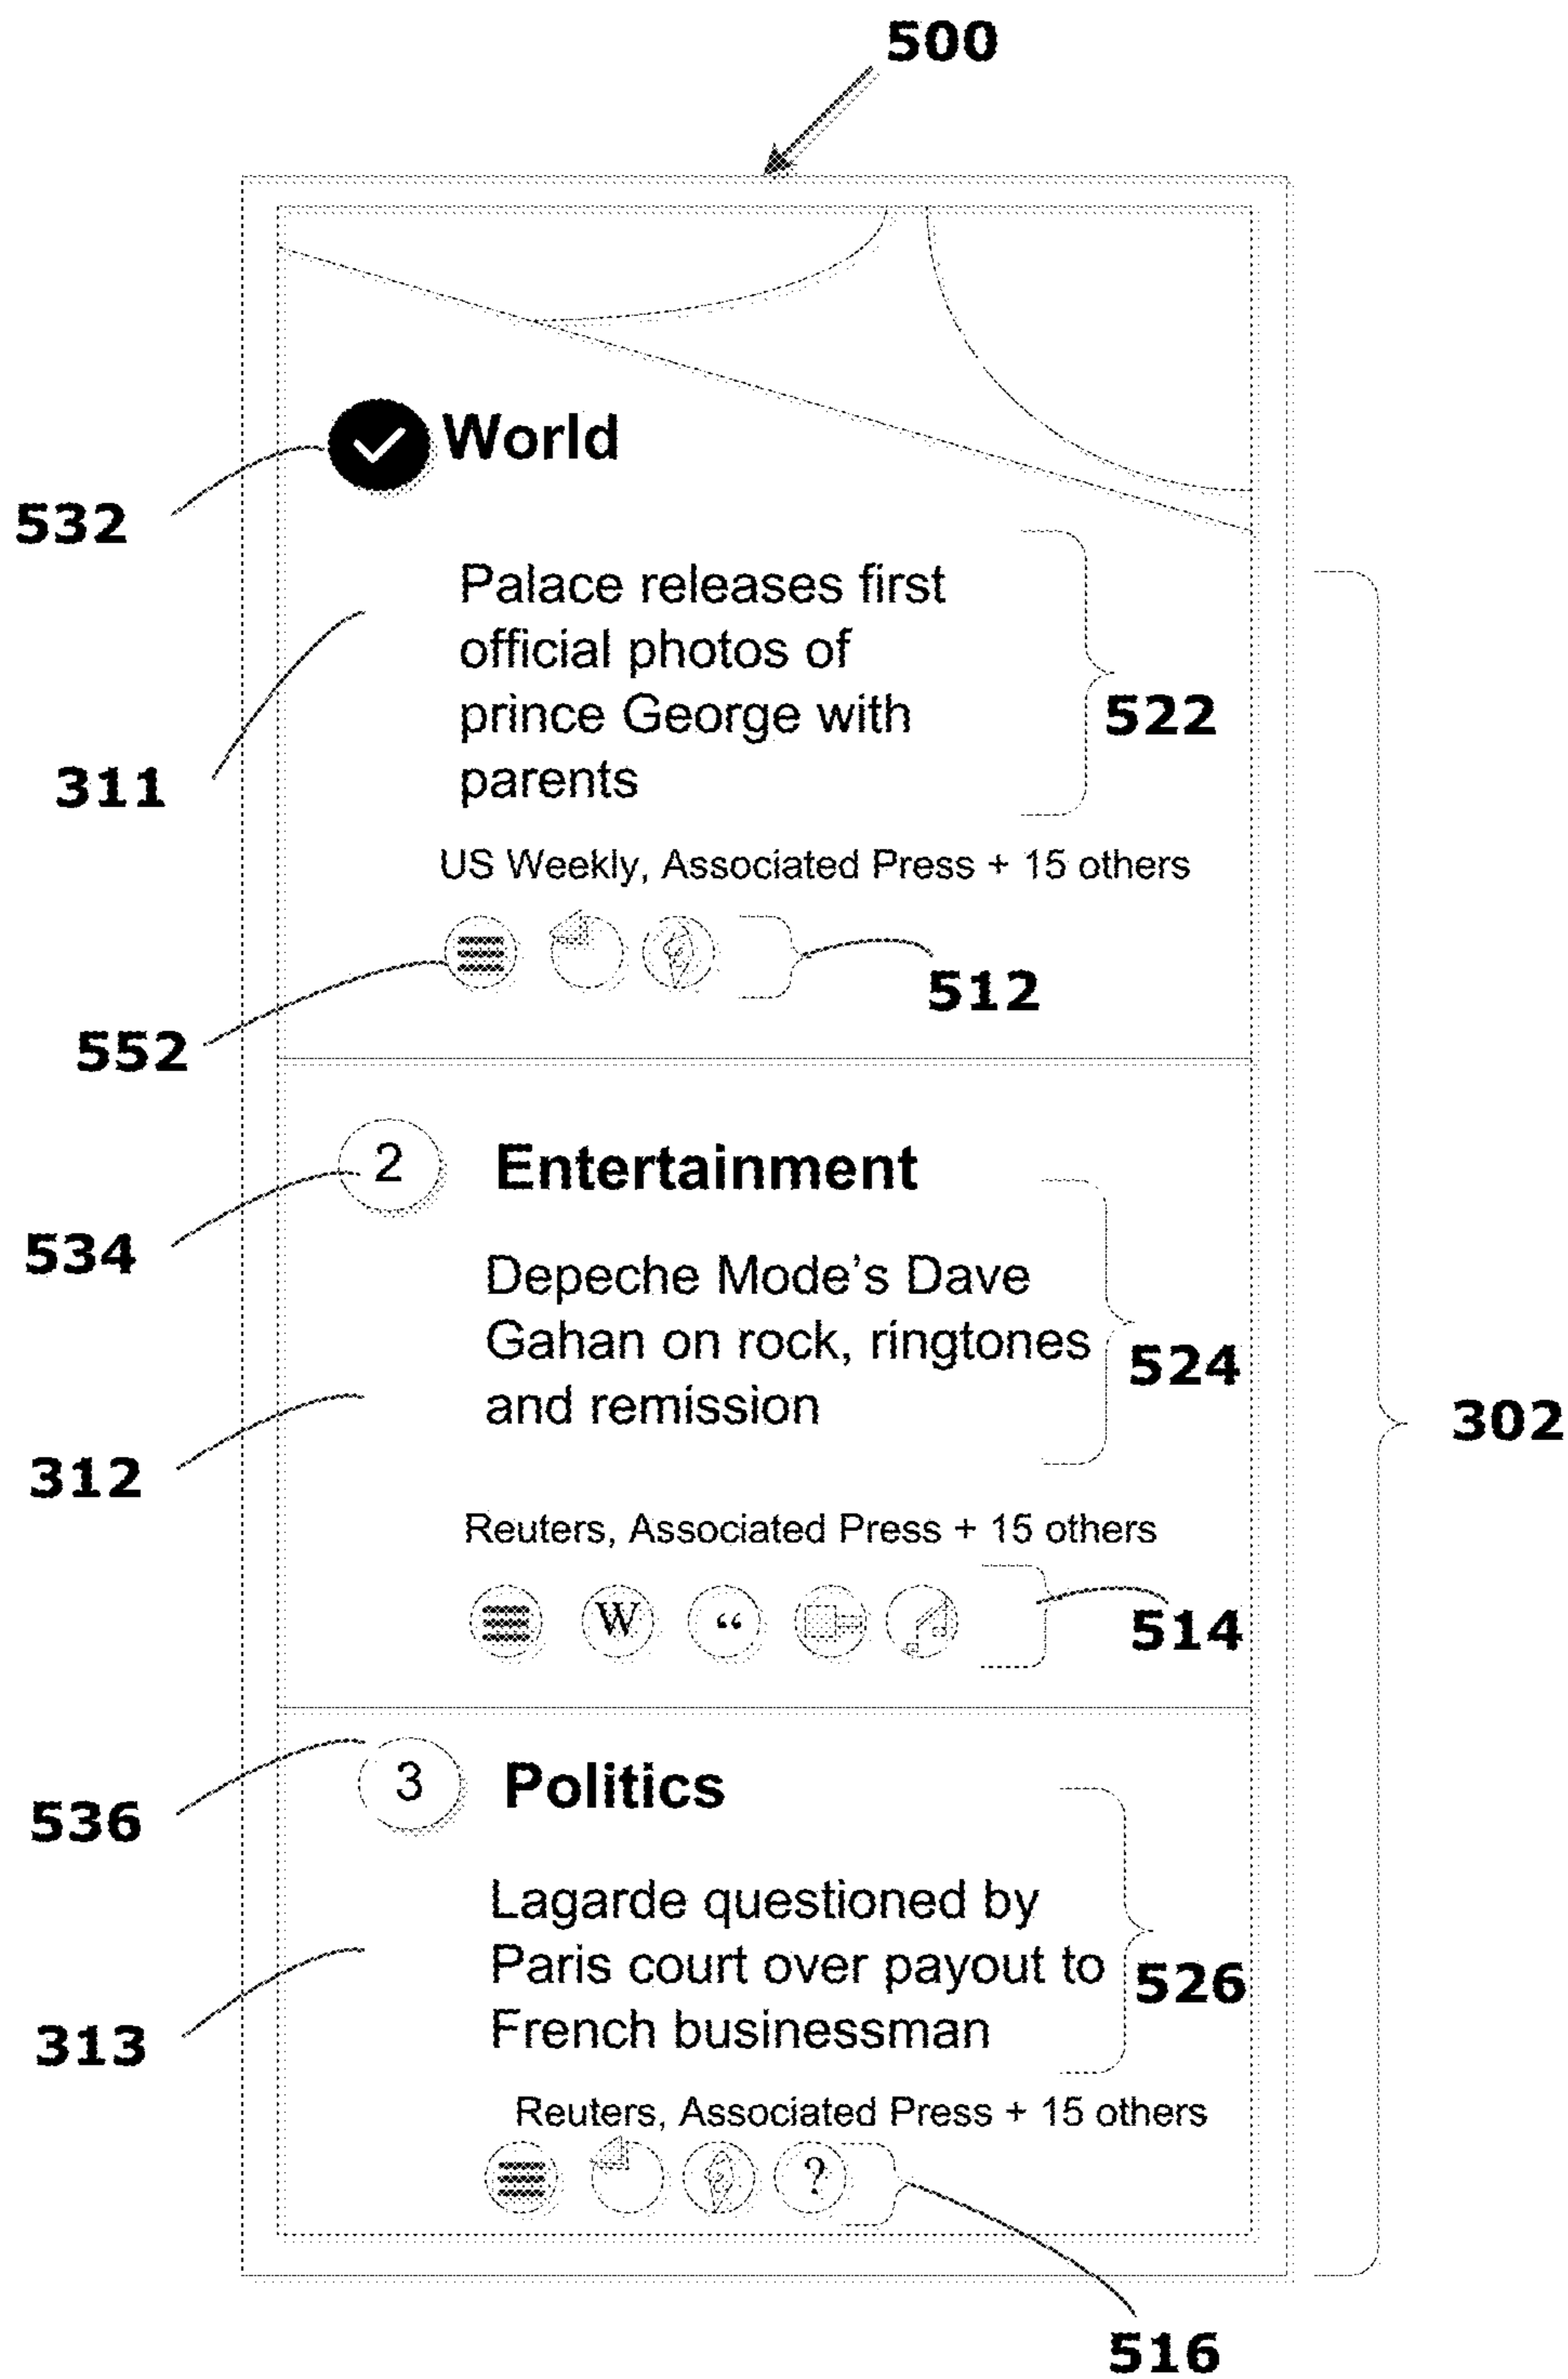 500
World
532
Palace releases first
official photos of
prince George with
parents
522
311
US Weekly, Associated Press + 15 others
512
552
2 Entertainment
534
Depeche Mode’s Dave
Gahan on rock, ringtones
and remission
524
302
312
Reuters, Associated Press + 15 others
W “
514
3 Politics
536
Lagarde questioned by
Paris court over payout to
French businessman
526
313
Reuters, Associated Press + 15 others
?
516